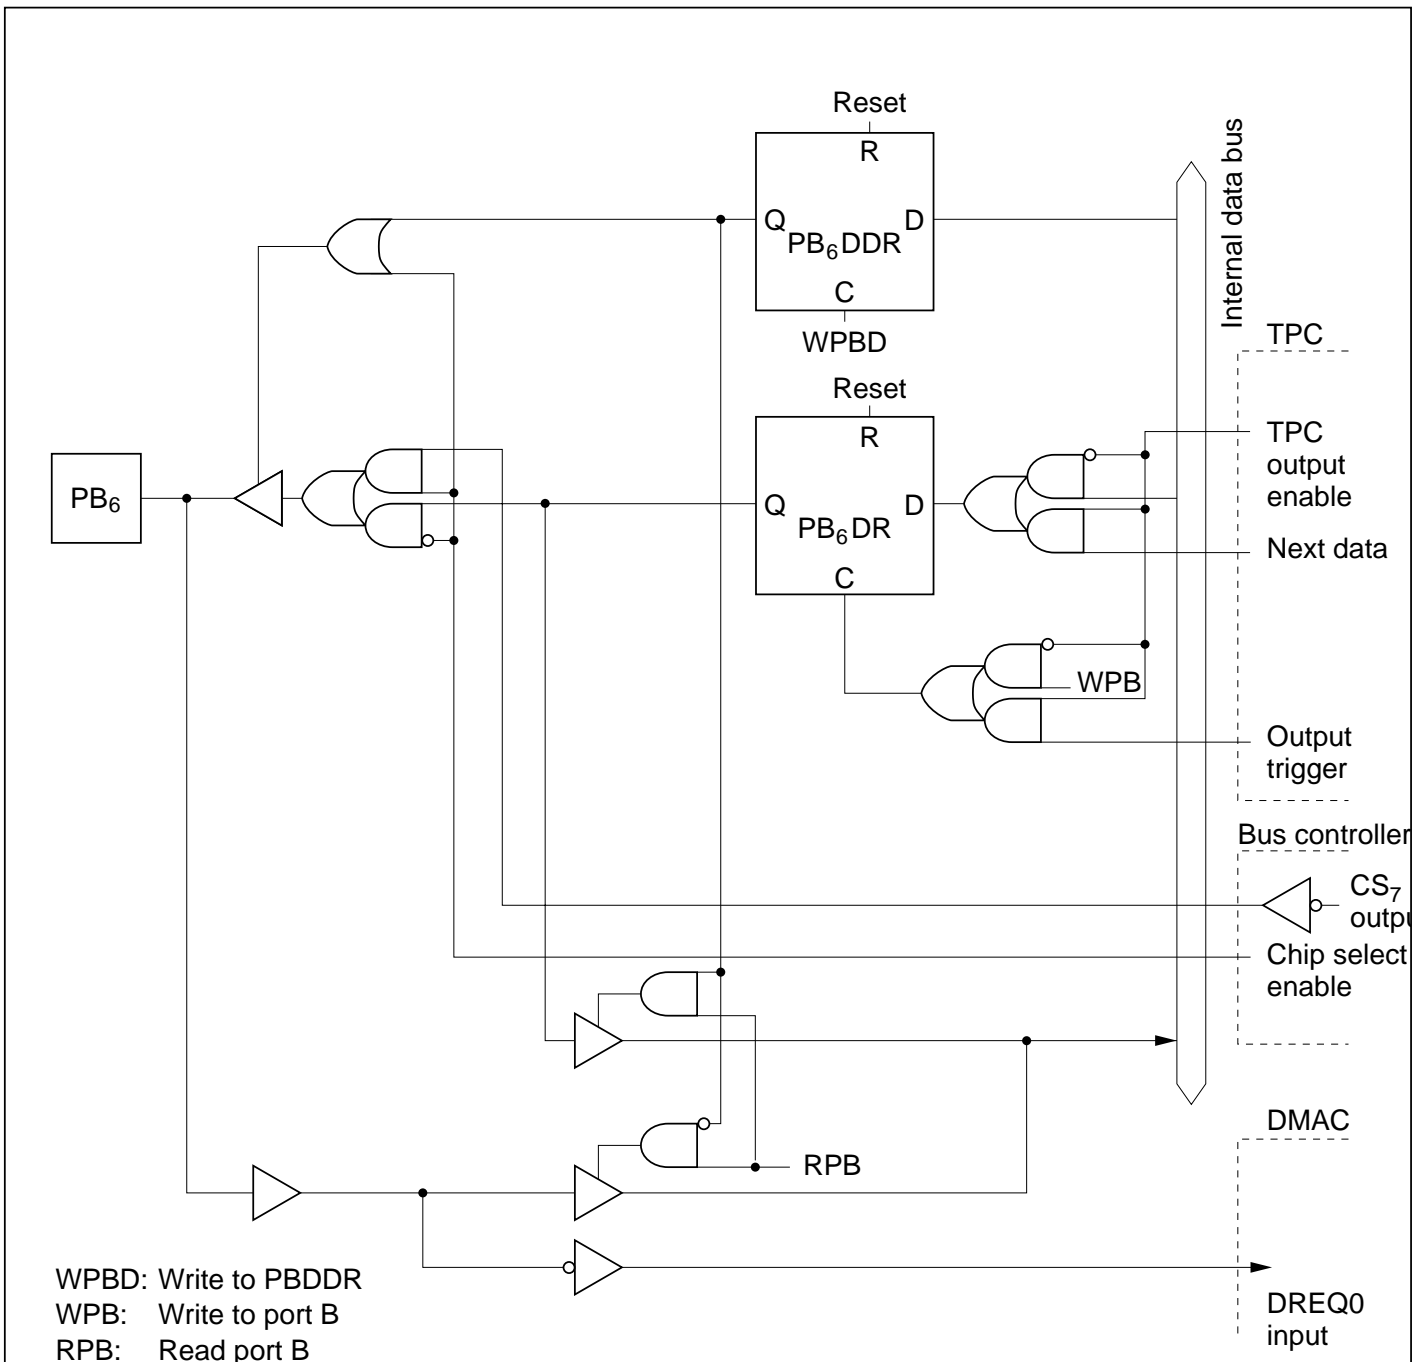 Reset
R
Internal data bus
Q
D
PB6DDR
C
WPBD
TPC
Reset
R
TPC
output
enable
PB6
Q
D
PB6DR
Next data
C
WPB
Output
trigger
Bus controller
CS7
outpu
Chip select
enable
DMAC
RPB
WPBD: Write to PBDDR
WPB: Write to port B
RPB: Read port B
DREQ0
input